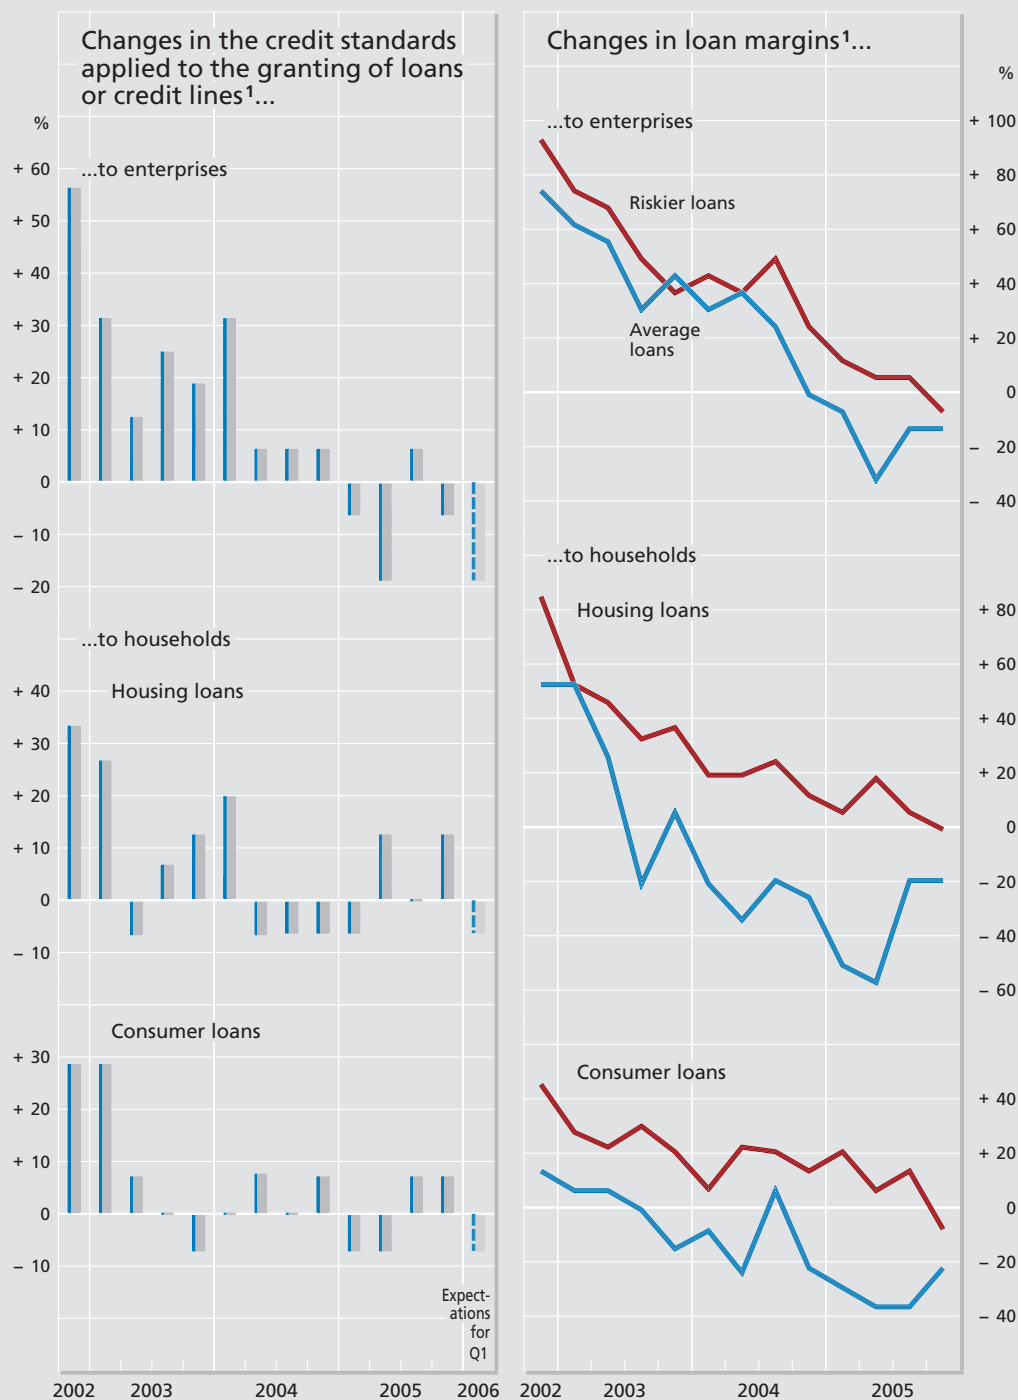 Changes in the credit standards
applied to the granting of loans
or credit lines¹...
%
...to enterprises
+ 60
+ 50
+ 40
+ 30
+ 20
+ 10
0
− 10
− 20
...to households
Housing loans
+ 40
+ 30
+ 20
+ 10
0
− 10
Consumer loans
+ 30
+ 20
+ 10
0
− 10
Expect-
ations
for
Q1
2002 2003 2004 2005 2006
Changes in loan margins¹...
%
...to enterprises
+ 100
+ 80
Riskier loans
+ 60
+ 40
Average
loans
+ 20
0
− 20
− 40
...to households
Housing loans
+ 80
+ 60
+ 40
+ 20
0
− 20
− 40
− 60
Consumer loans
+ 40
+ 20
0
− 20
− 40
2002 2003 2004 2005